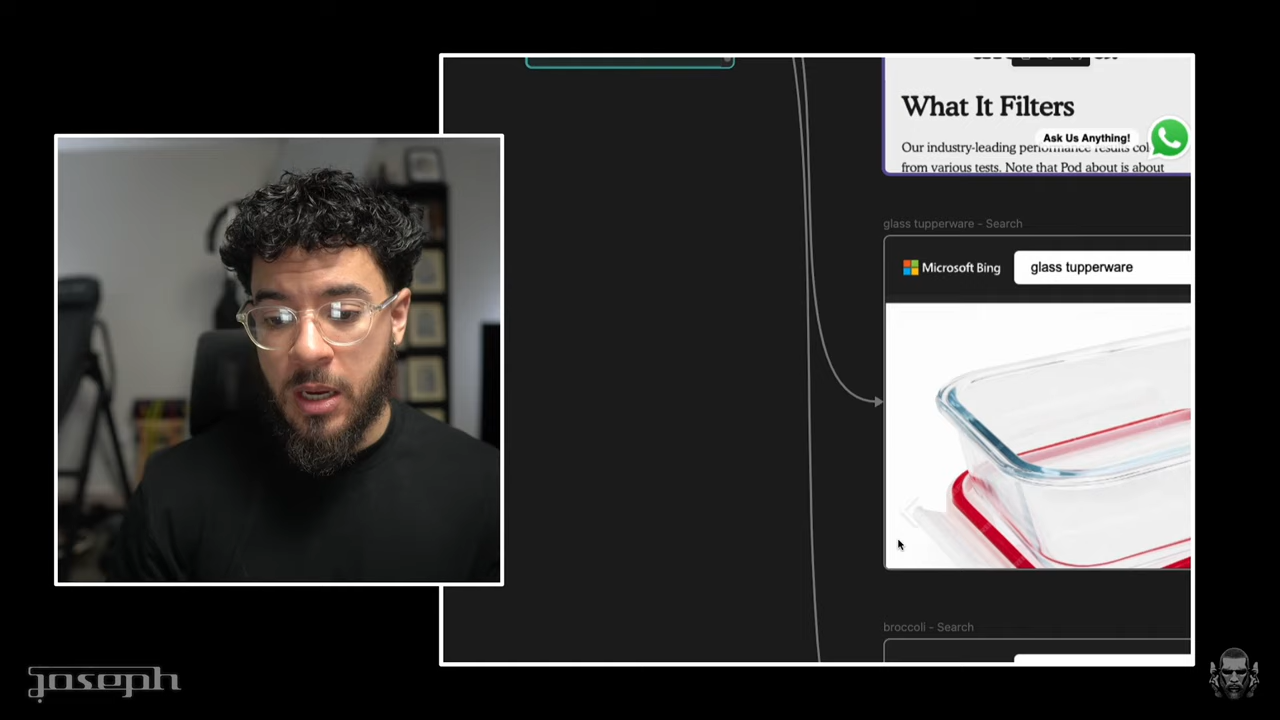 What It Filters
Ask Us Anything!
Our industry-leading performance results col
from various tests. Note that Pod about is about
glass tupperware - Search
Microsoft Bing
glass tupperware
broccoli - Search
joseph